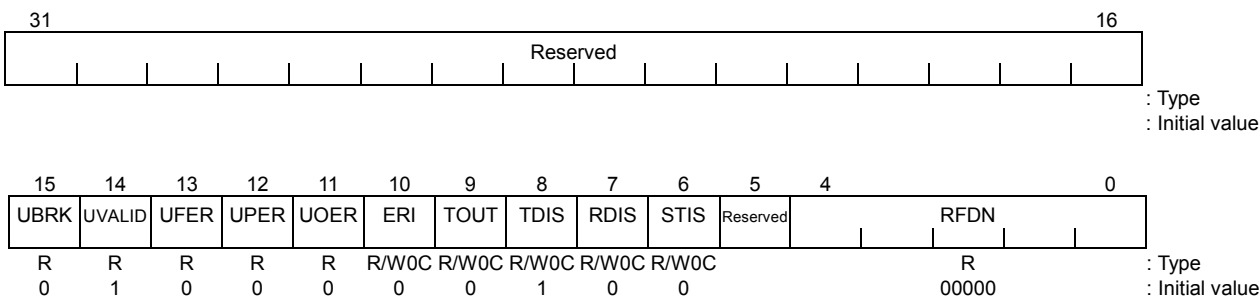 31 16
Reserved
: Type
: Initial value
15 14 13 12 11 10 9 8 7 6 5 4 0
UBRK UVALID UFER UPER UOER ERI TOUT TDIS RDIS STIS Reserved RFDN
R R R R R R/W0C R/W0C R/W0C R/W0C R/W0C R : Type
0 1 0 0 0 0 0 1 0 0 00000 : Initial value